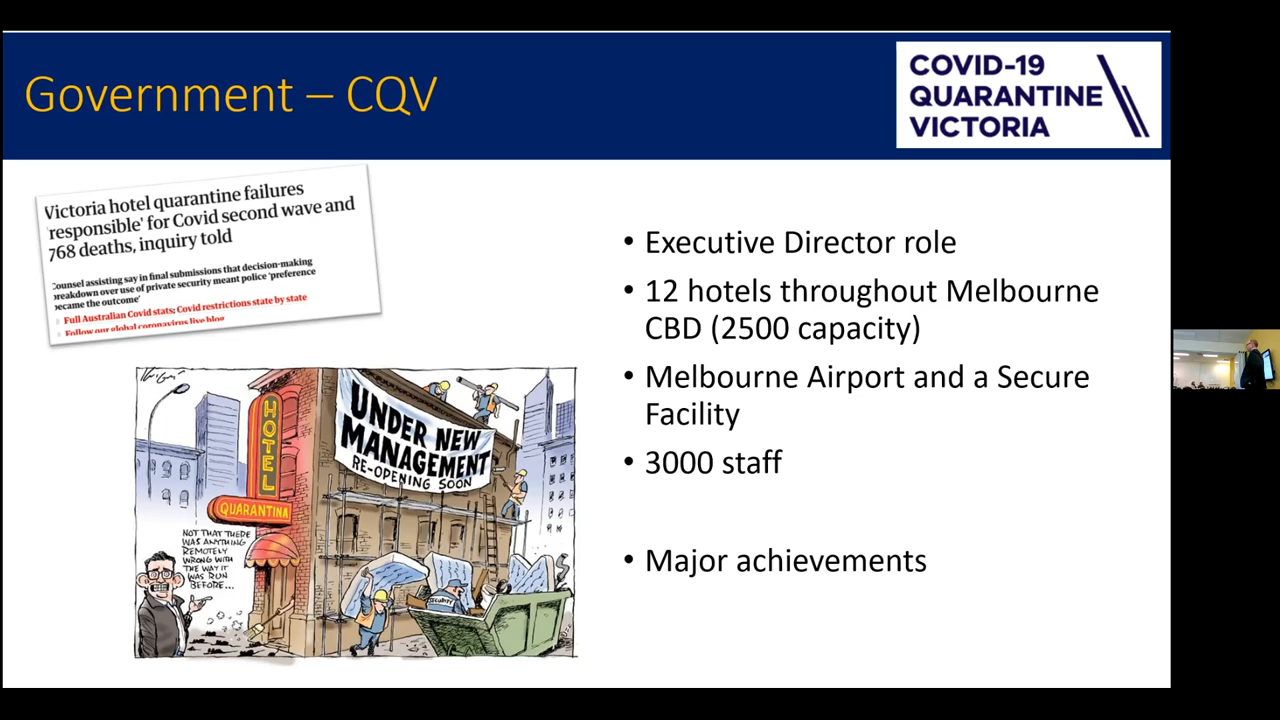 Government – CQV
COVID-19
QUARANTINE
VICTORIA
Victoria hotel quarantine failures
'responsible' for Covid second wave and
768 deaths, inquiry told
Counsel assisting say in final submissions that decision-making
breakdown over use of private security meant police 'preference
became the outcome'
Full Australian Covid stats; Covid restrictions state by state
Follow our global coronavirus live blog
• Executive Director role
• 12 hotels throughout Melbourne
CBD (2500 capacity)
• Melbourne Airport and a Secure
Facility
• 3000 staff
• Major achievements
UNDER NEW
MANAGEMENT
RE-OPENING SOON
HOTEL
QUARANTINA
NOT THAT THERE
WAS ANYTHING
REMOTELY
WRONG WITH
THE WAY IT
WAS RUN
BEFORE...
SECURITY